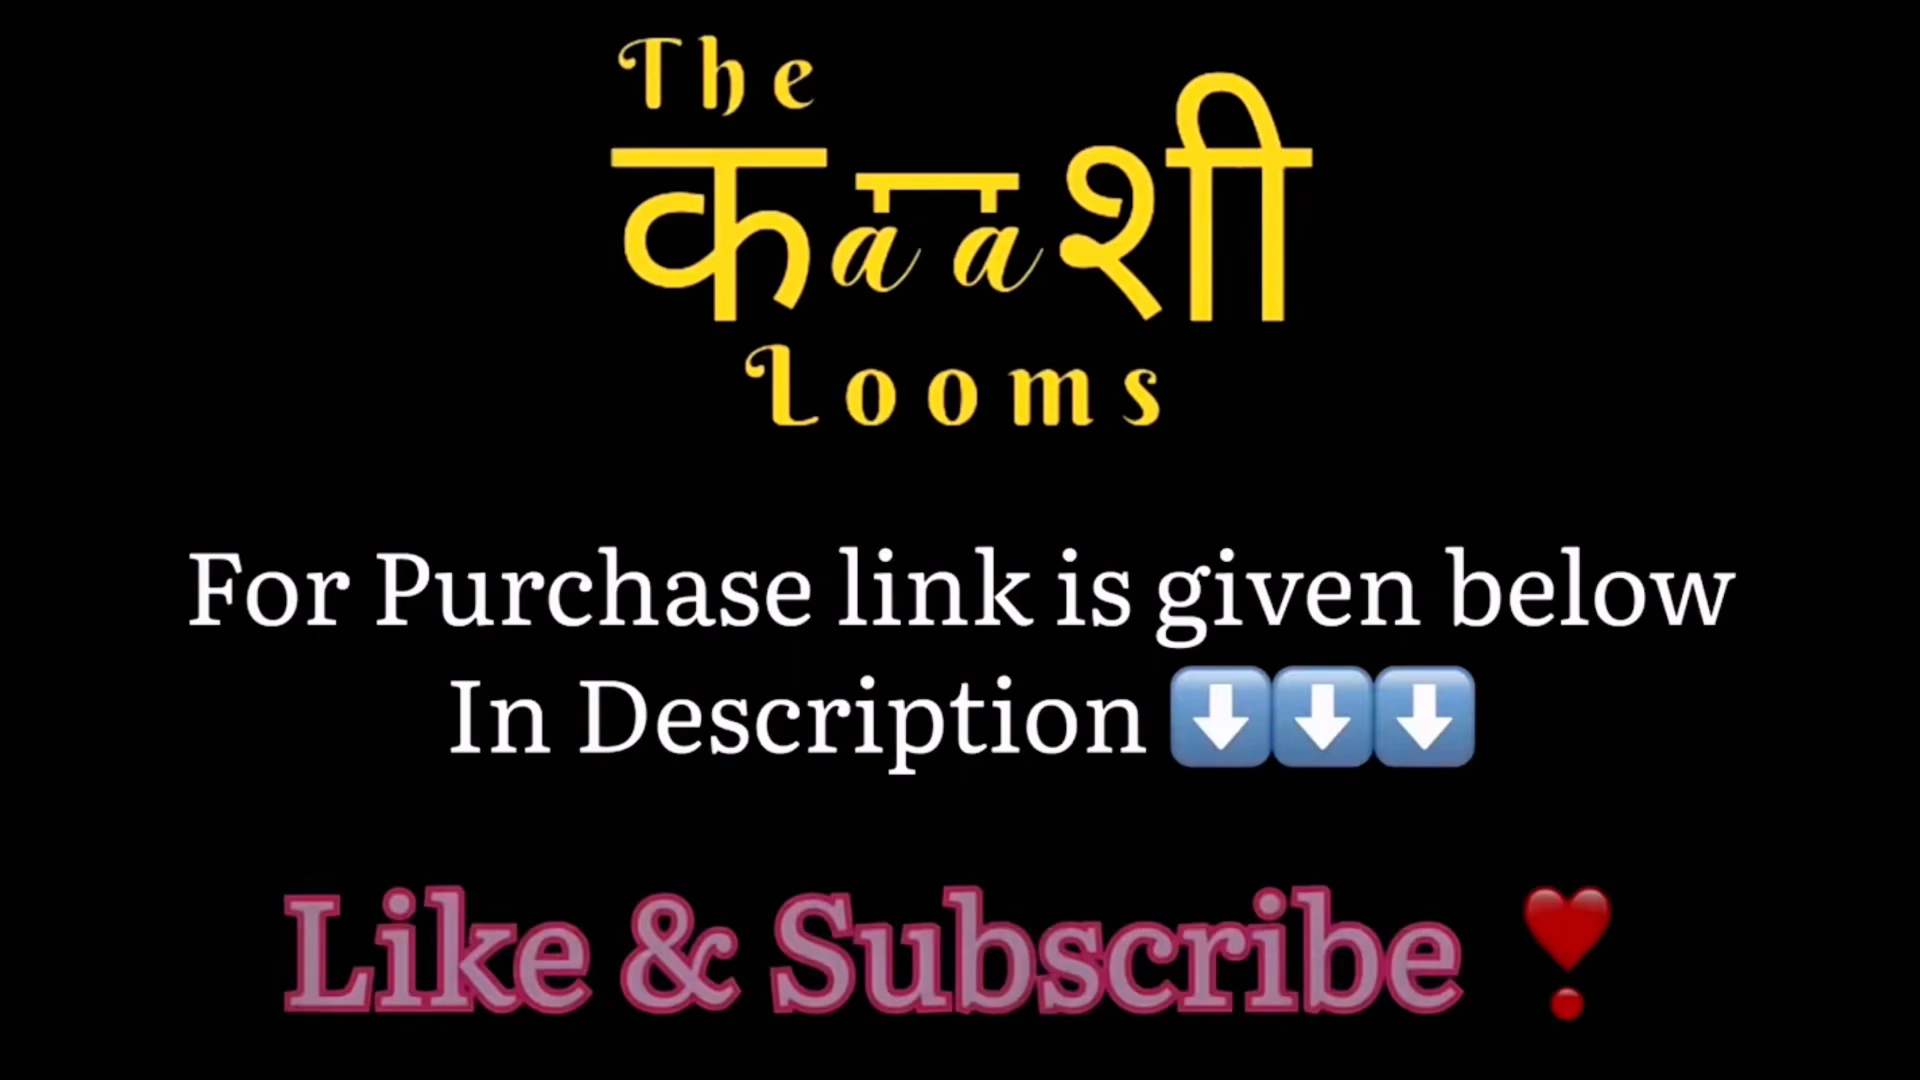 The
कaaशी
Looms
For Purchase link is given below
In Description ⬇️⬇️⬇️
Like & Subscribe ❣️